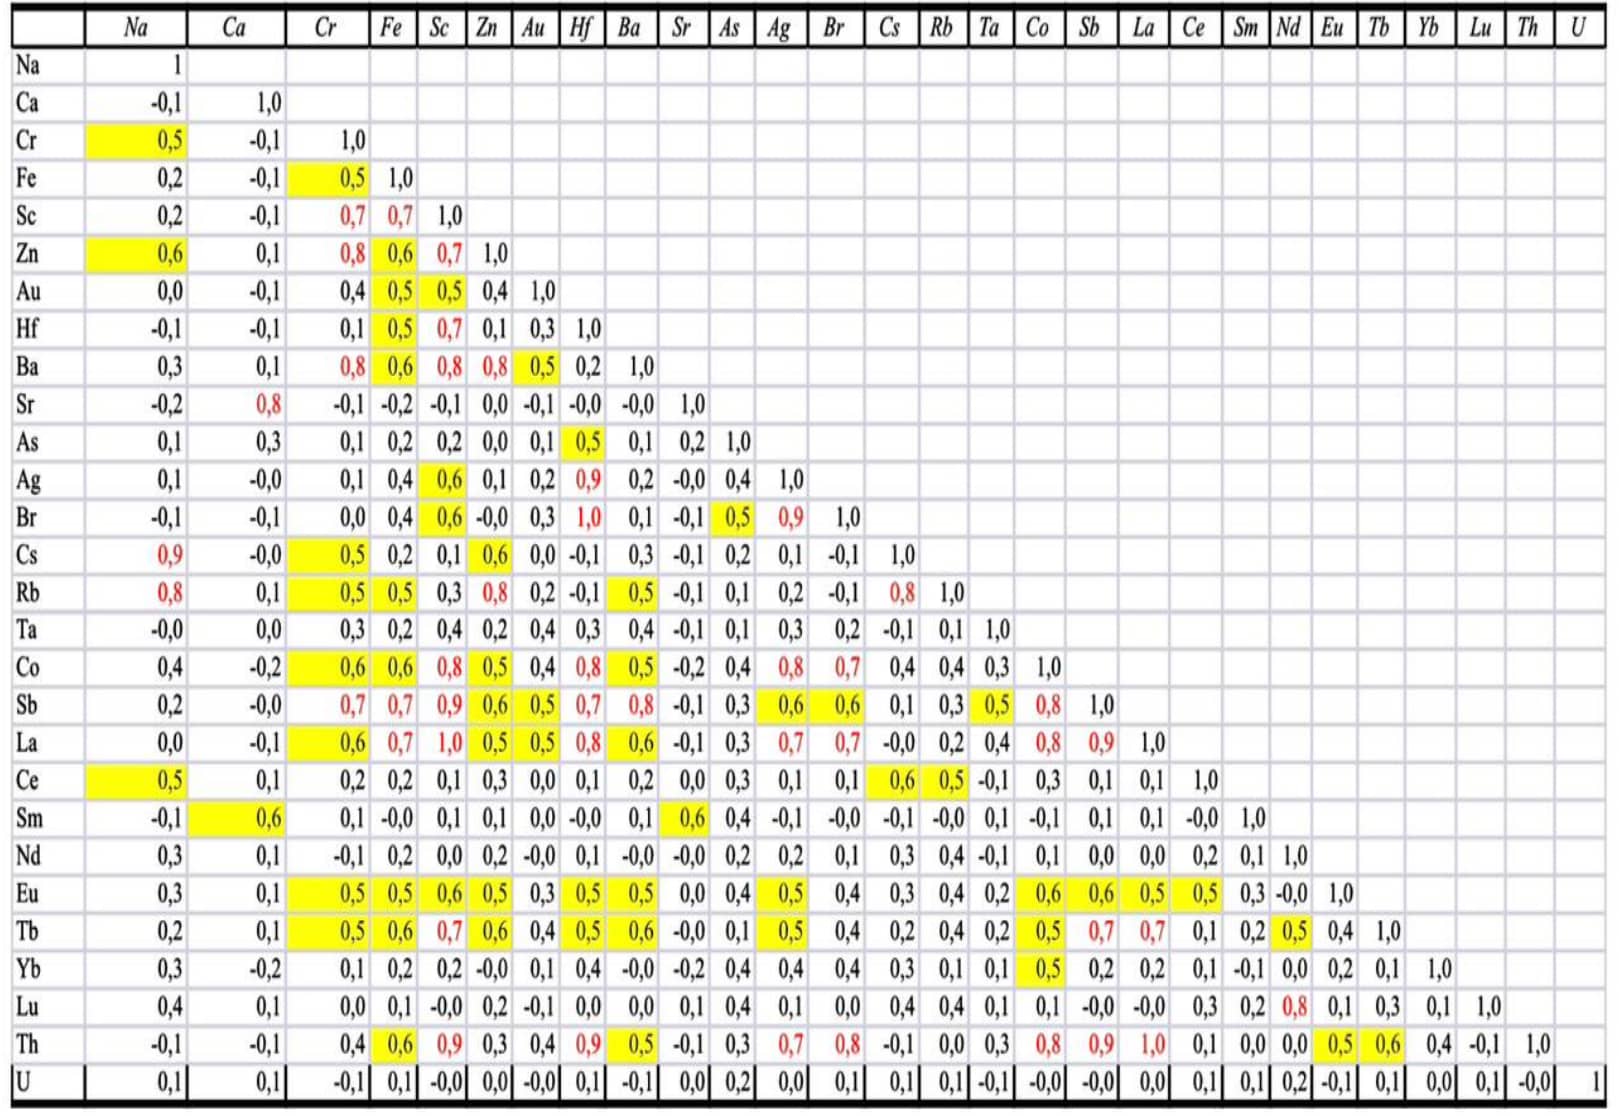 Na Ca Cr Fe Sc Zn Au Hf Ba Sr As Ag Br Cs Rb Ta Co Sb La Ce Sm Nd Eu Tb Yb Lu Th U
Na 1
Ca -0,1 1,0
Cr 0,5 -0,1 1,0
Fe 0,2 -0,1 0,5 1,0
Sc 0,2 -0,1 0,7 0,7 1,0
Zn 0,6 0,1 0,8 0,6 0,7 1,0
Au 0,0 -0,1 0,4 0,5 0,5 0,4 1,0
Hf -0,1 -0,1 0,1 0,5 0,7 0,1 0,3 1,0
Ba 0,3 0,1 0,8 0,6 0,8 0,8 0,5 0,2 1,0
Sr -0,2 0,8 -0,1 -0,2 -0,1 0,0 -0,1 -0,0 -0,0 1,0
As 0,1 0,3 0,1 0,2 0,2 0,0 0,1 0,5 0,1 0,2 1,0
Ag 0,1 -0,0 0,1 0,4 0,6 0,1 0,2 0,9 0,2 -0,0 0,4 1,0
Br -0,1 -0,1 0,0 0,4 0,6 -0,0 0,3 1,0 0,1 -0,1 0,5 0,9 1,0
Cs 0,9 -0,0 0,5 0,2 0,1 0,6 0,0 -0,1 0,3 -0,1 0,2 0,1 -0,1 1,0
Rb 0,8 0,1 0,5 0,5 0,3 0,8 0,2 -0,1 0,5 -0,1 0,1 0,2 -0,1 0,8 1,0
Ta -0,0 0,0 0,3 0,2 0,4 0,2 0,4 0,3 0,4 -0,1 0,1 0,3 0,2 -0,1 0,1 1,0
Co 0,4 -0,2 0,6 0,6 0,8 0,5 0,4 0,8 0,5 -0,2 0,4 0,8 0,7 0,4 0,4 0,3 1,0
Sb 0,2 -0,0 0,7 0,7 0,9 0,6 0,5 0,7 0,8 -0,1 0,3 0,6 0,6 0,1 0,3 0,5 0,8 1,0
La 0,0 -0,1 0,6 0,7 1,0 0,5 0,5 0,8 0,6 -0,1 0,3 0,7 0,7 -0,0 0,2 0,4 0,8 0,9 1,0
Ce 0,5 0,1 0,2 0,2 0,1 0,3 0,0 0,1 0,2 0,0 0,3 0,1 0,1 0,6 0,5 -0,1 0,3 0,1 0,1 1,0
Sm -0,1 0,6 0,1 -0,0 0,1 0,1 0,0 -0,0 0,1 0,6 0,4 -0,1 -0,0 -0,1 -0,0 0,1 -0,1 0,1 0,1 -0,0 1,0
Nd 0,3 0,1 -0,1 0,2 0,0 0,2 -0,0 0,1 -0,0 -0,0 0,2 0,2 0,1 0,3 0,4 -0,1 0,1 0,0 0,0 0,2 0,1 1,0
Eu 0,3 0,1 0,5 0,5 0,6 0,5 0,3 0,5 0,5 0,0 0,4 0,5 0,4 0,3 0,4 0,2 0,6 0,6 0,5 0,5 0,3 -0,0 1,0
Tb 0,2 0,1 0,5 0,6 0,7 0,6 0,4 0,5 0,6 -0,0 0,1 0,5 0,4 0,2 0,4 0,2 0,5 0,7 0,7 0,1 0,2 0,5 0,4 1,0
Yb 0,3 -0,2 0,1 0,2 0,2 -0,0 0,1 0,4 -0,0 -0,2 0,4 0,4 0,4 0,3 0,1 0,1 0,5 0,2 0,2 0,1 -0,1 0,0 0,2 0,1 1,0
Lu 0,4 0,1 0,0 0,1 -0,0 0,2 -0,1 0,0 0,0 0,1 0,4 0,1 0,0 0,4 0,4 0,1 0,1 -0,0 -0,0 0,3 0,2 0,8 0,1 0,3 0,1 1,0
Th -0,1 -0,1 0,4 0,6 0,9 0,3 0,4 0,9 0,5 -0,1 0,3 0,7 0,8 -0,1 0,0 0,3 0,8 0,9 1,0 0,1 0,0 0,0 0,5 0,6 0,4 -0,1 1,0
U 0,1 0,1 -0,1 0,1 -0,0 0,0 -0,0 0,1 -0,1 0,0 0,2 0,0 0,1 0,1 0,1 -0,1 -0,0 -0,0 0,0 0,1 0,1 0,2 -0,1 0,1 0,0 0,1 -0,0 1